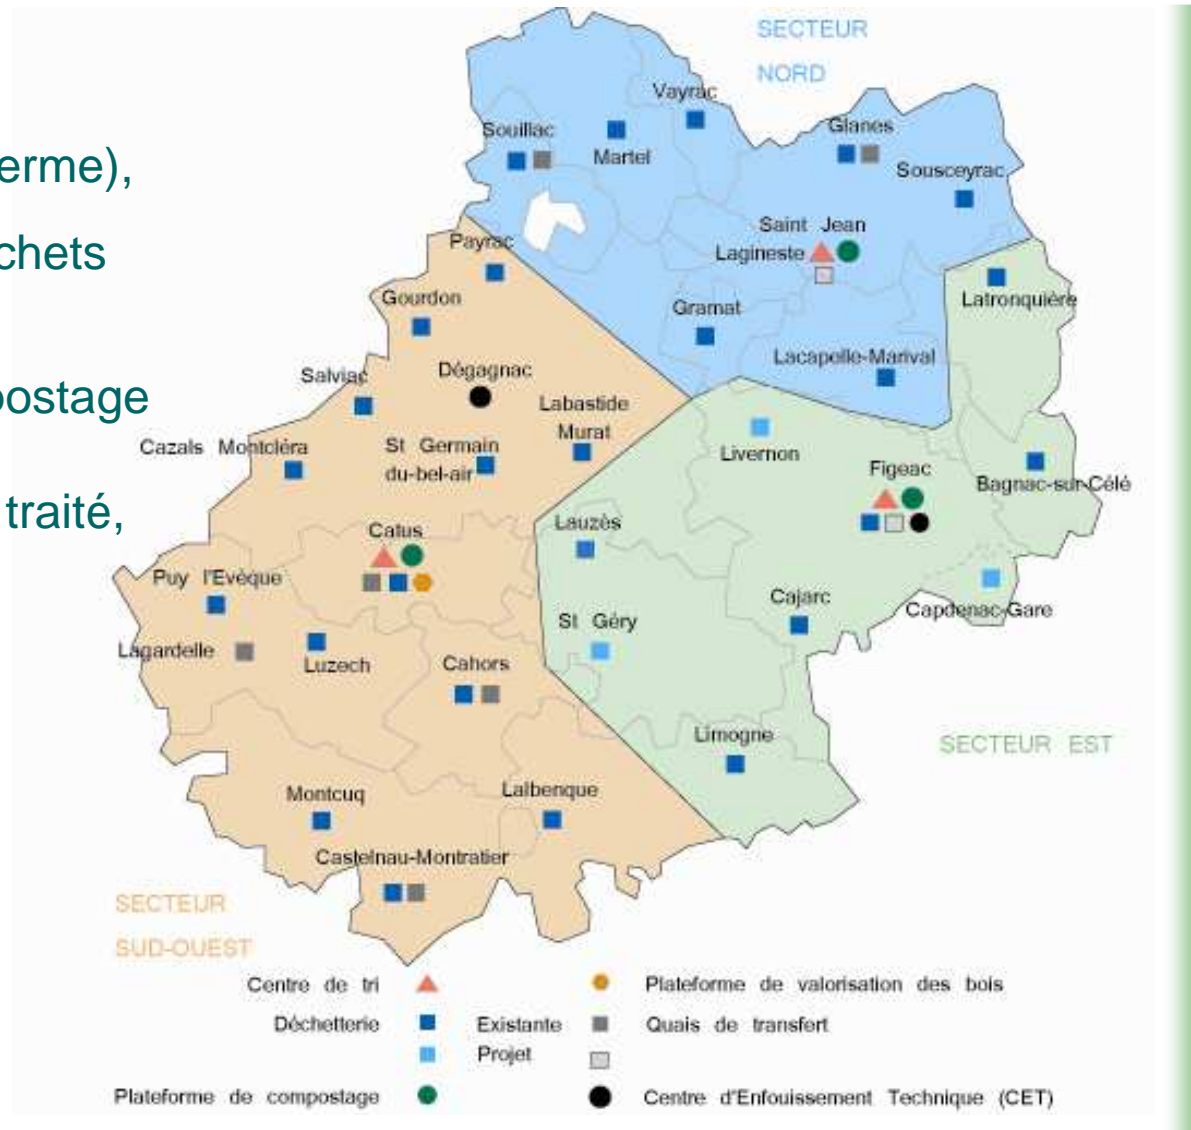 SECTEUR
NORD
Vayrac
Souillac
Martel
Glanes
Sousceyrac
erme),
Saint Jean
Lagineste
chets
Payrac
Gourdon
Latronquière
Gramat
Lacapelle-Marival
Salviac
Dégagnac
postage
Labastide
Murat
Cazals Montcléra
St Germain
du-bel-air
Livernon
Figeac
Bagnac-sur-Célé
traité,
Catus
Lauzès
Puy l'Evèque
Cajarc
Capdenac-Gare
St Géry
Lagardelle
Luzech
Cahors
Limogne
SECTEUR EST
Montcuq
Lalbenque
Castelnau-Montratier
SECTEUR
SUD-OUEST
Centre de tri
Plateforme de valorisation des bois
Déchetterie
Existante
Quais de transfert
Projet
Plateforme de compostage
Centre d'Enfouissement Technique (CET)